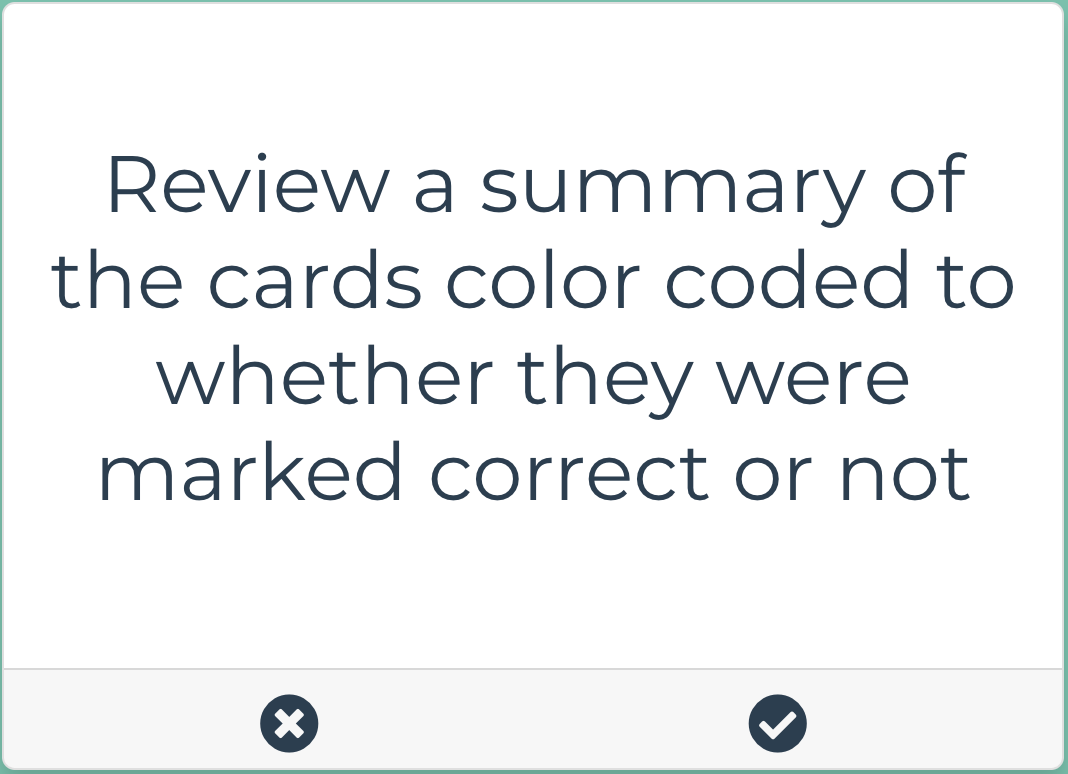 Review a summary of
the cards color coded to
whether they were
marked correct or not